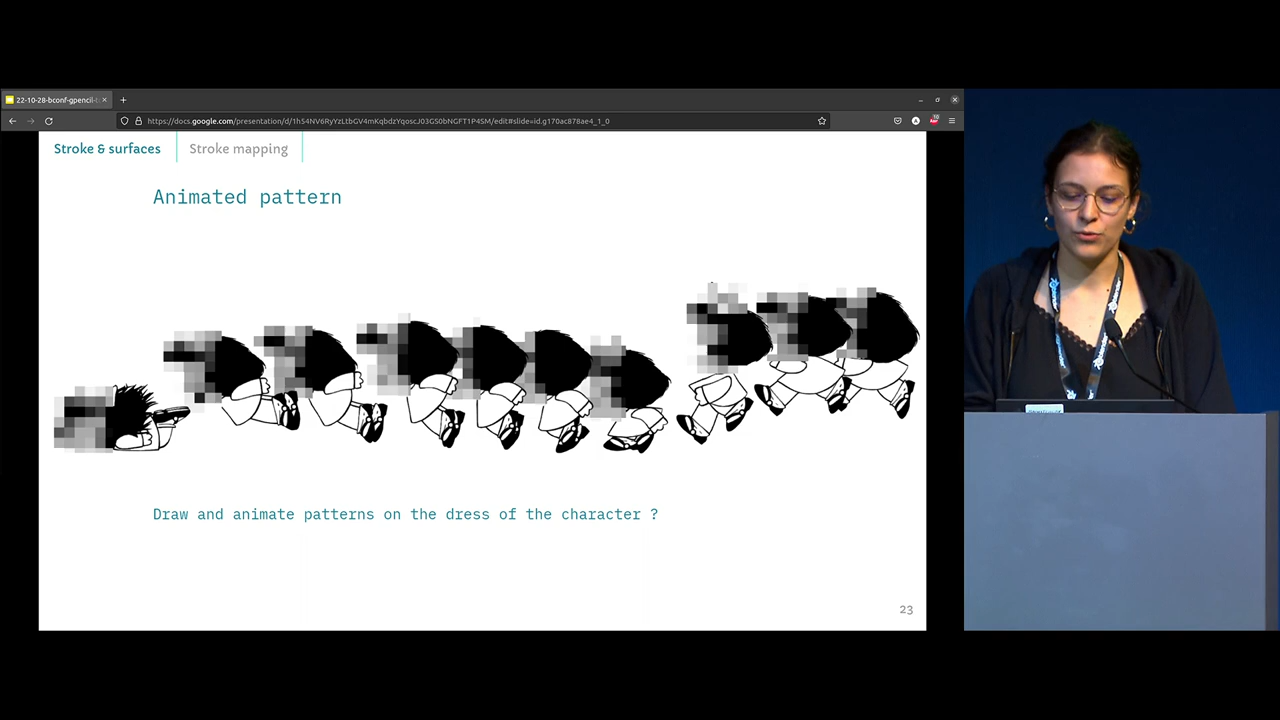 22-10-28-bconf-gpencil-t
https://docs.google.com/presentation/d/1h54NV6RyYzLtbGV4mKqbdzYqoscJ03GS0bNGFT1P4SM/edit#slide=id.g170ac878ae4_1_0
Stroke & surfaces
Stroke mapping
Animated pattern
Draw and animate patterns on the dress of the character ?
23